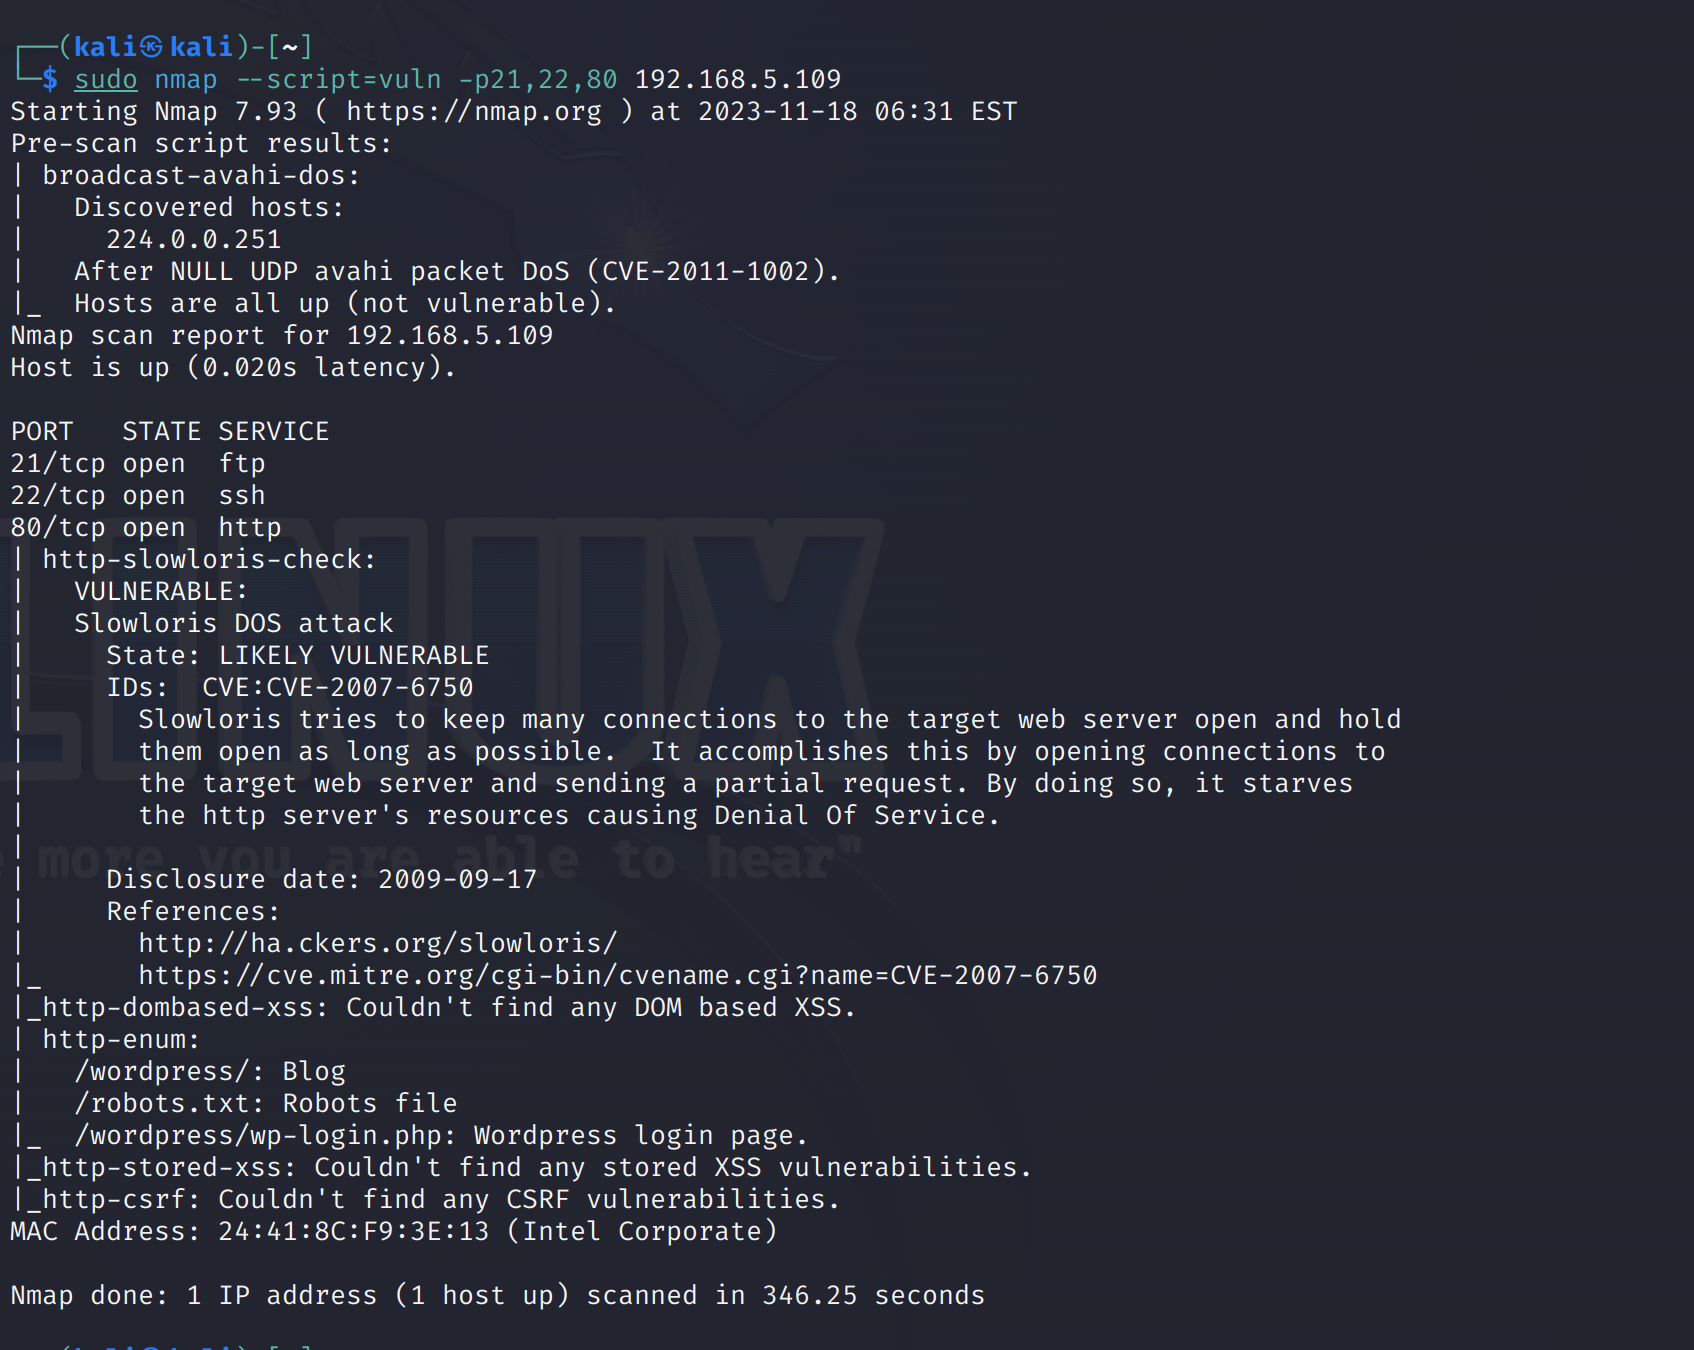 ┌──(kali㉿kali)-[~]
└─$ sudo nmap --script=vuln -p21,22,80 192.168.5.109
Starting Nmap 7.93 ( https://nmap.org ) at 2023-11-18 06:31 EST
Pre-scan script results:
| broadcast-avahi-dos:
|   Discovered hosts:
|     224.0.0.251
|   After NULL UDP avahi packet DoS (CVE-2011-1002).
|_  Hosts are all up (not vulnerable).
Nmap scan report for 192.168.5.109
Host is up (0.020s latency).

PORT   STATE SERVICE
21/tcp open  ftp
22/tcp open  ssh
80/tcp open  http
| http-slowloris-check:
|   VULNERABLE:
|   Slowloris DOS attack
|     State: LIKELY VULNERABLE
|     IDs:  CVE:CVE-2007-6750
|       Slowloris tries to keep many connections to the target web server open and hold
|       them open as long as possible.  It accomplishes this by opening connections to
|       the target web server and sending a partial request. By doing so, it starves
|       the http server's resources causing Denial Of Service.
|
|     Disclosure date: 2009-09-17
|     References:
|       http://ha.ckers.org/slowloris/
|_      https://cve.mitre.org/cgi-bin/cvename.cgi?name=CVE-2007-6750
|_http-dombased-xss: Couldn't find any DOM based XSS.
| http-enum:
|   /wordpress/: Blog
|   /robots.txt: Robots file
|_  /wordpress/wp-login.php: Wordpress login page.
|_http-stored-xss: Couldn't find any stored XSS vulnerabilities.
|_http-csrf: Couldn't find any CSRF vulnerabilities.
MAC Address: 24:41:8C:F9:3E:13 (Intel Corporate)

Nmap done: 1 IP address (1 host up) scanned in 346.25 seconds
LINUX
more you are able to hear"